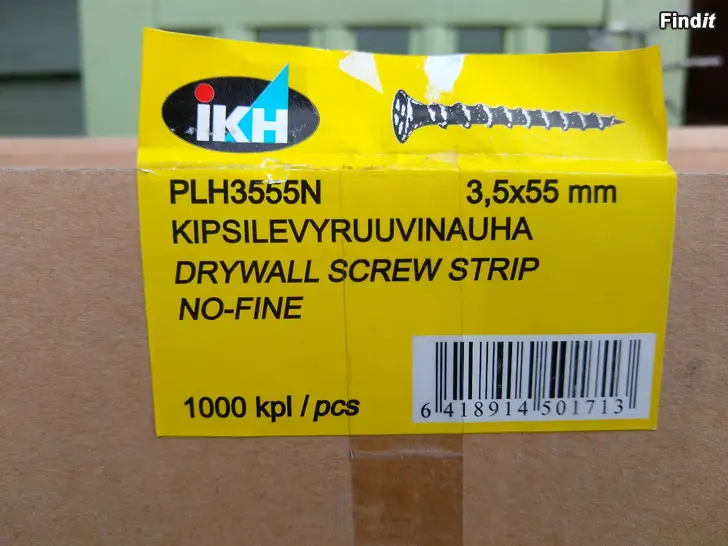 Findit
iKH
PLH3555N 3,5x55 mm
KIPSILEVYRUUVINAUHA
DRYWALL SCREW STRIP
NO-FINE
1000 kpl / pcs
6 418914 501713